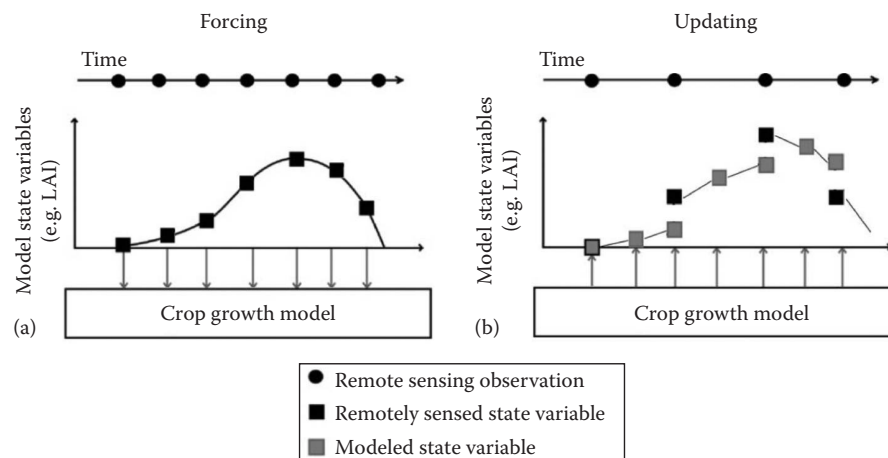 Forcing
Time
Model state variables
(e.g. LAI)
Crop growth model
(a)
Updating
Time
Model state variables
(e.g. LAI)
Crop growth model
(b)
Remote sensing observation
Remotely sensed state variable
Modeled state variable